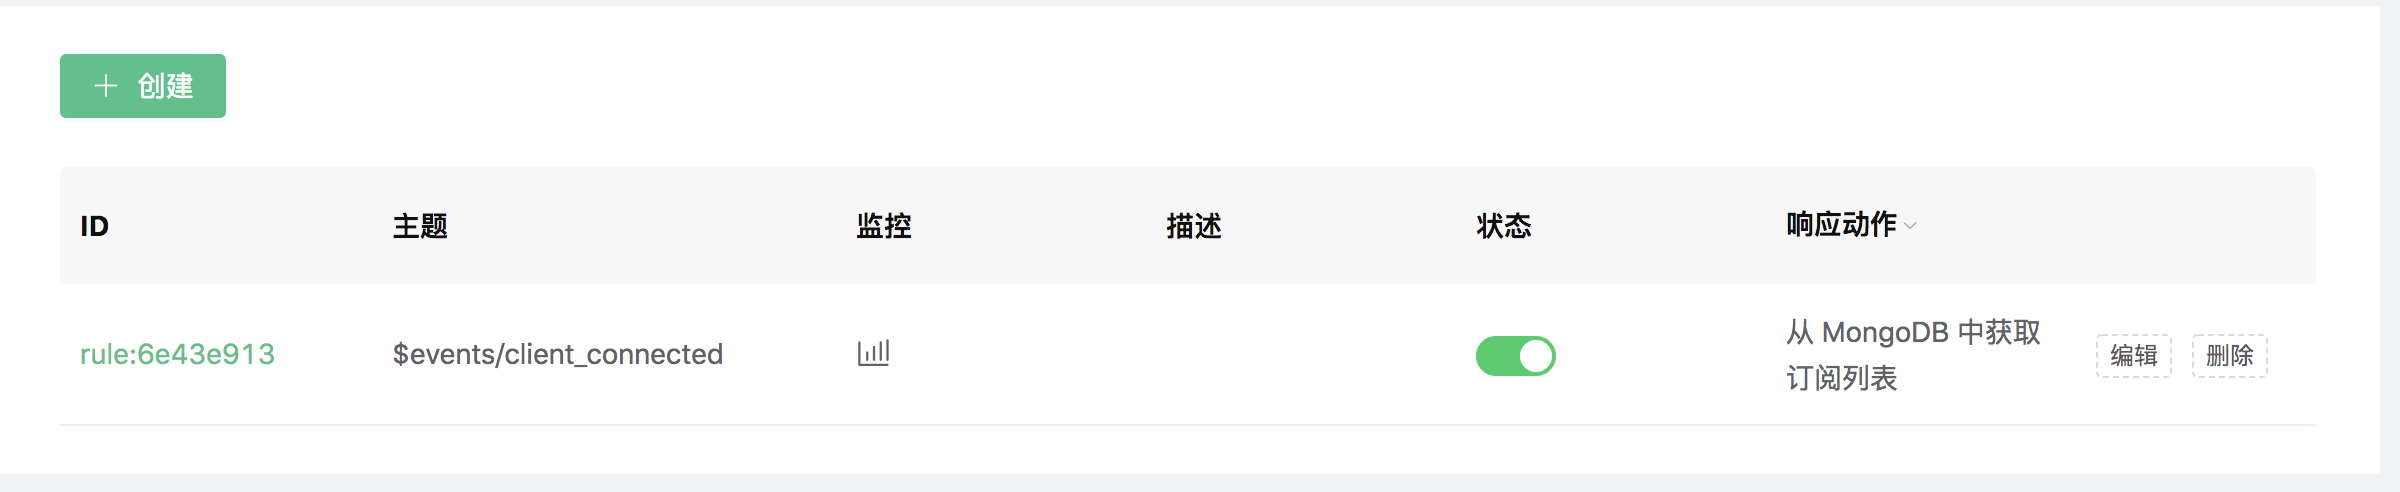 创建
ID 主题 监控 描述 状态 响应动作
rule:6e43e913 $events/client_connected 从 MongoDB 中获取订阅列表 编辑 删除